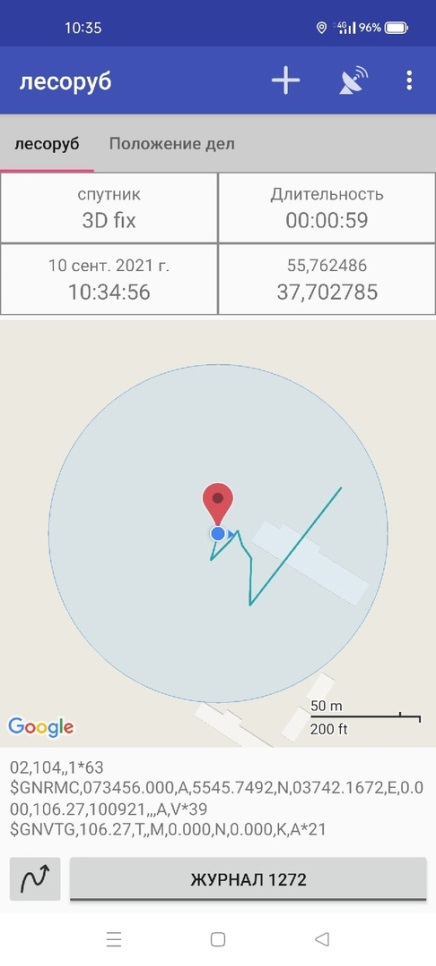 10:35
4G 96%
лесоруб
лесоруб Положение дел
спутник
3D fix
Длительность
00:00:59
10 сент. 2021 г.
10:34:56
55,762486
37,702785
50 m
200 ft
Google
02,104,,1*63
$GNRMC,073456.000,A,5545.7492,N,03742.1672,E,0.0
00,106.27,100921,,,A,V*39
$GNVTG,106.27,T,,M,0.000,N,0.000,K,A*21
ЖУРНАЛ 1272